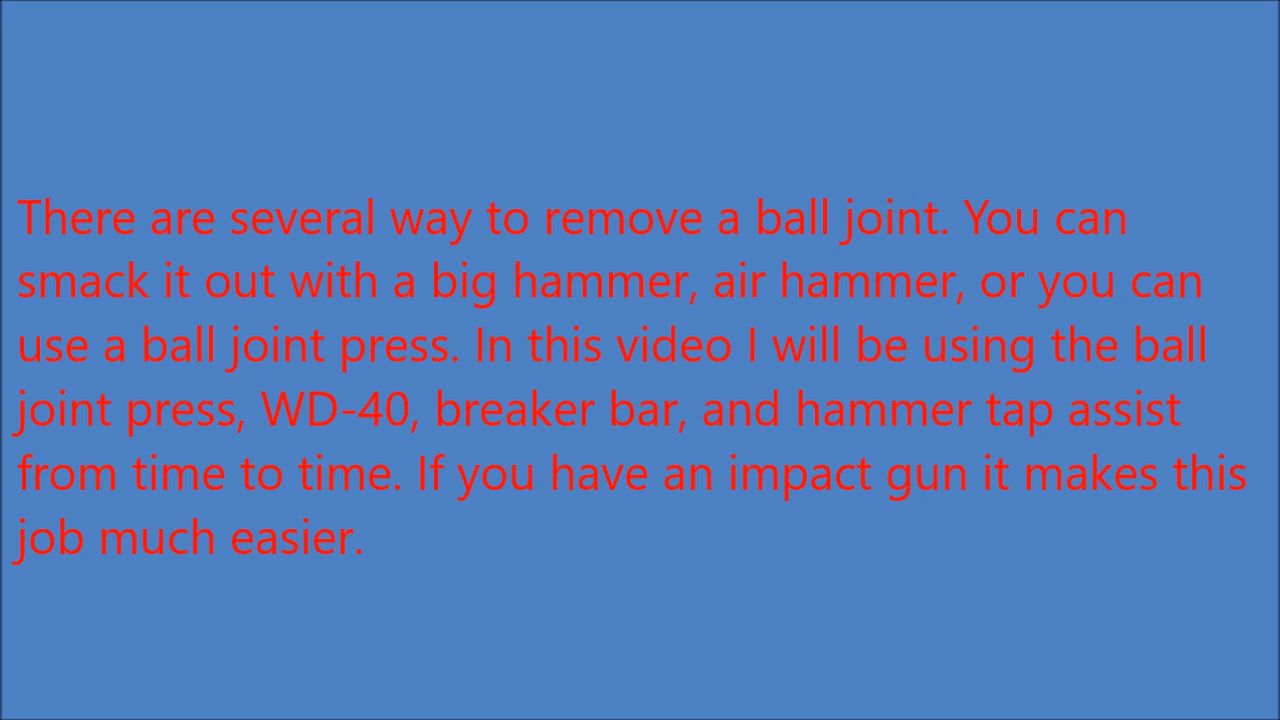 There are several way to remove a ball joint. You can
smack it out with a big hammer, air hammer, or you can
use a ball joint press. In this video I will be using the ball
joint press, WD-40, breaker bar, and hammer tap assist
from time to time. If you have an impact gun it makes this
job much easier.